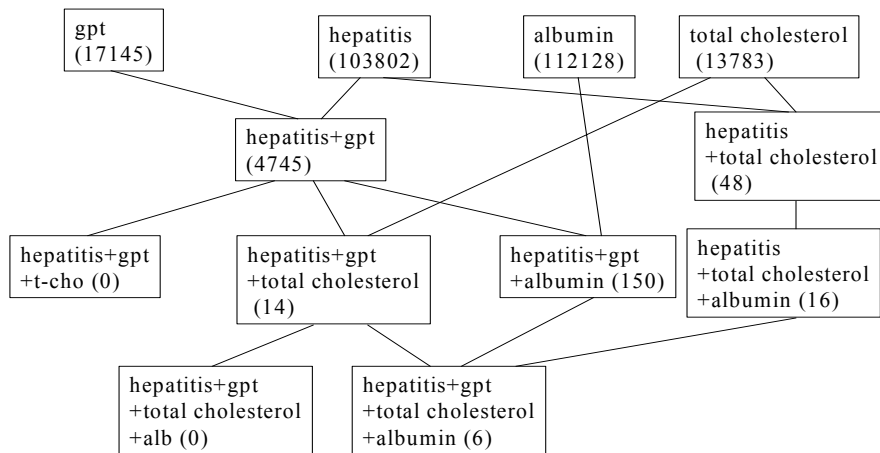 gpt
(17145)
hepatitis
(103802)
albumin
(112128)
total cholesterol
(13783)
hepatitis+gpt
(4745)
hepatitis
+total cholesterol
(48)
hepatitis+gpt
+t-cho (0)
hepatitis+gpt
+total cholesterol
(14)
hepatitis+gpt
+albumin (150)
hepatitis
+total cholesterol
+albumin (16)
hepatitis+gpt
+total cholesterol
+alb (0)
hepatitis+gpt
+total cholesterol
+albumin (6)